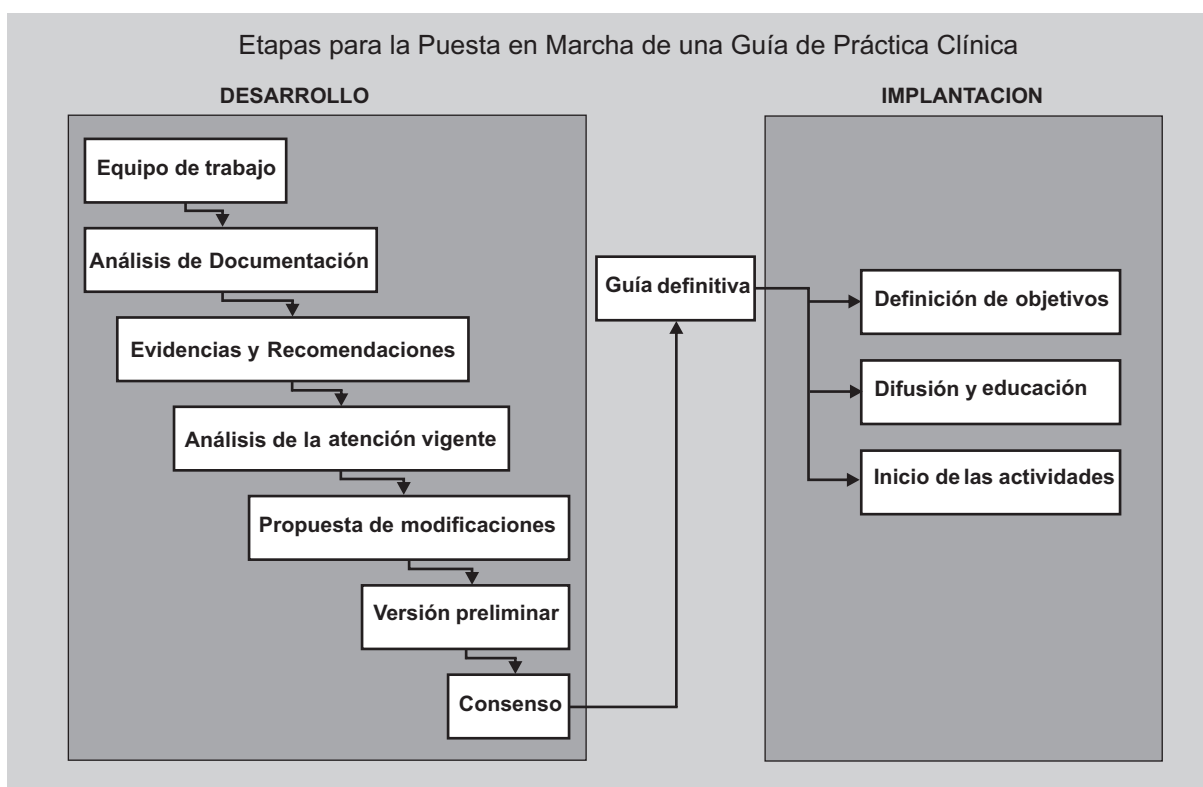 Etapas para la Puesta en Marcha de una Guía de Práctica Clínica
DESARROLLO
Equipo de trabajo
Análisis de Documentación
Evidencias y Recomendaciones
Análisis de la atención vigente
Propuesta de modificaciones
Versión preliminar
Consenso
Guía definitiva
IMPLANTACION
Definición de objetivos
Difusión y educación
Inicio de las actividades